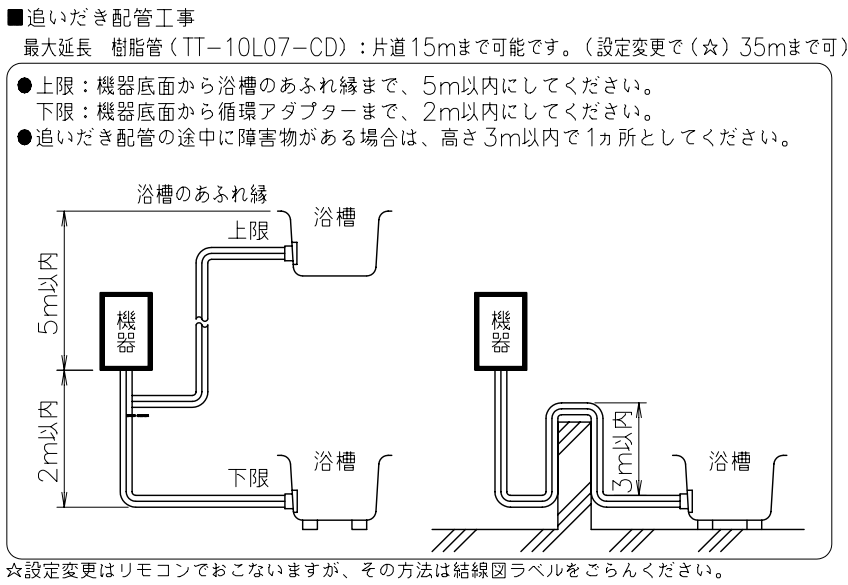 ■追いだき配管工事
最大延長 樹脂管(TT-10L07-CD):片道15mまで可能です。(設定変更で(☆)35mまで可)
●上限:機器底面から浴槽のあふれ縁まで、5m以内にしてください。
下限:機器底面から循環アダプターまで、2m以内にしてください。
●追いだき配管の途中に障害物がある場合は、高さ3m以内で1ヵ所としてください。
浴槽のあふれ縁
浴槽
上限
5m以内
機器
機器
2m以内
3m以内
下限
浴槽
浴槽
☆設定変更はリモコンでおこないますが、その方法は結線図ラベルをごらんください。